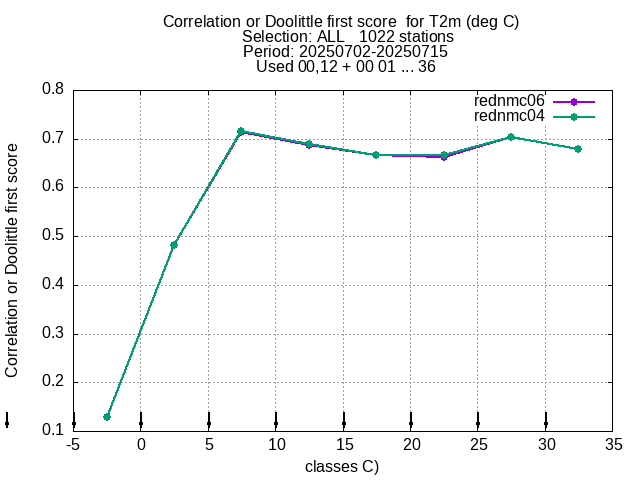 Correlation or Doolittle first score  for T2m (deg C)
Selection: ALL   1022 stations
Period: 20250702-20250715
Used 00,12 + 00 01 ... 36
rednmc06
rednmc04
Correlation or Doolittle first score
0.8
0.7
0.6
0.5
0.4
0.3
0.2
0.1
-5 0 5 10 15 20 25 30 35
classes C)